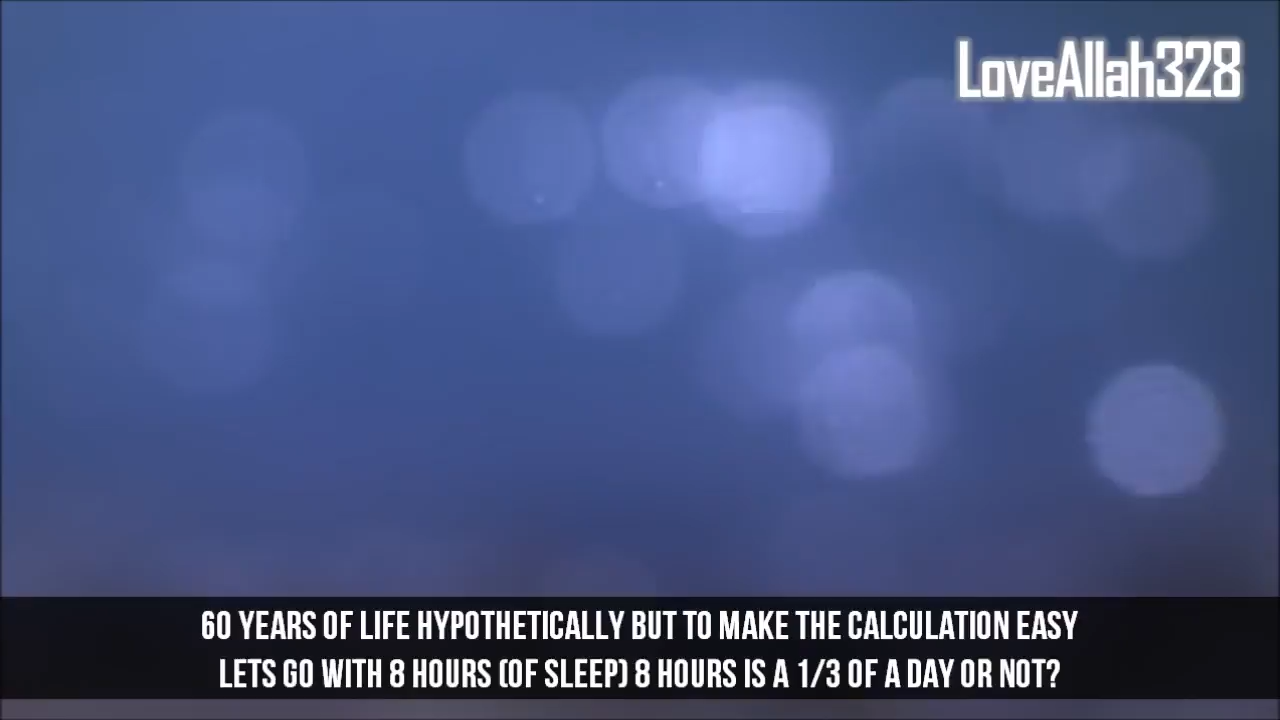 LoveAllah328
60 YEARS OF LIFE HYPOTHETICALLY BUT TO MAKE THE CALCULATION EASY
LETS GO WITH 8 HOURS (OF SLEEP) 8 HOURS IS A 1/3 OF A DAY OR NOT?